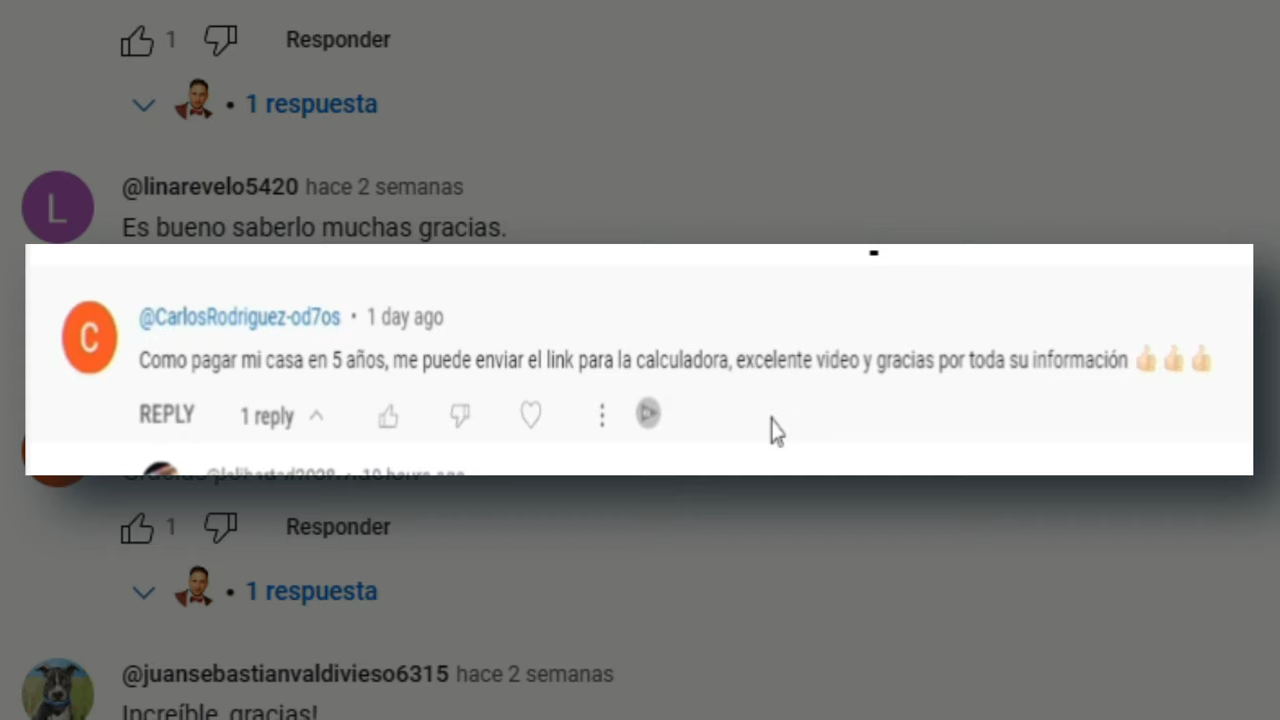 1 Responder
• 1 respuesta
L
@linarevelo5420 hace 2 semanas
Es bueno saberlo muchas gracias.
C
@CarlosRodriguez-od7os • 1 day ago
Como pagar mi casa en 5 años, me puede enviar el link para la calculadora, excelente video y gracias por toda su información 👍🏻👍🏻👍🏻
REPLY 1 reply
1 Responder
• 1 respuesta
@juansebastianvaldivieso6315 hace 2 semanas
Increíble, gracias!